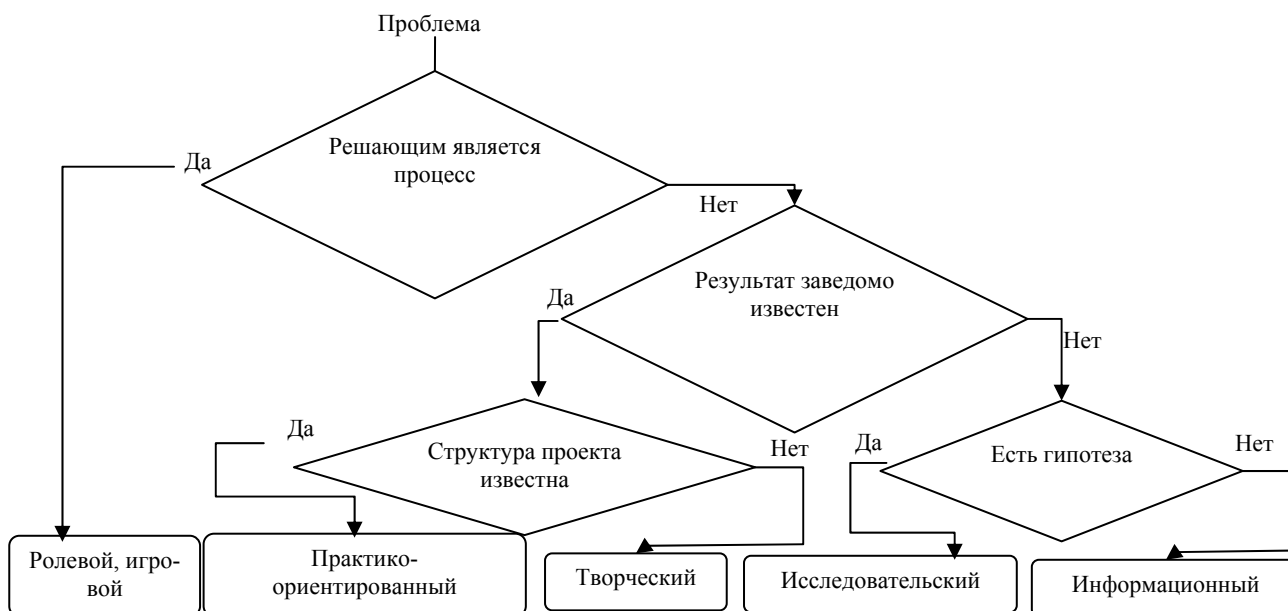 Проблема
Решающим является
процесс
Да
Нет
Результат заведомо
известен
Да
Нет
Структура проекта
известна
Да
Нет
Есть гипотеза
Да
Нет
Ролевой, игро-
вой
Практико-
ориентированный
Творческий
Исследовательский
Информационный